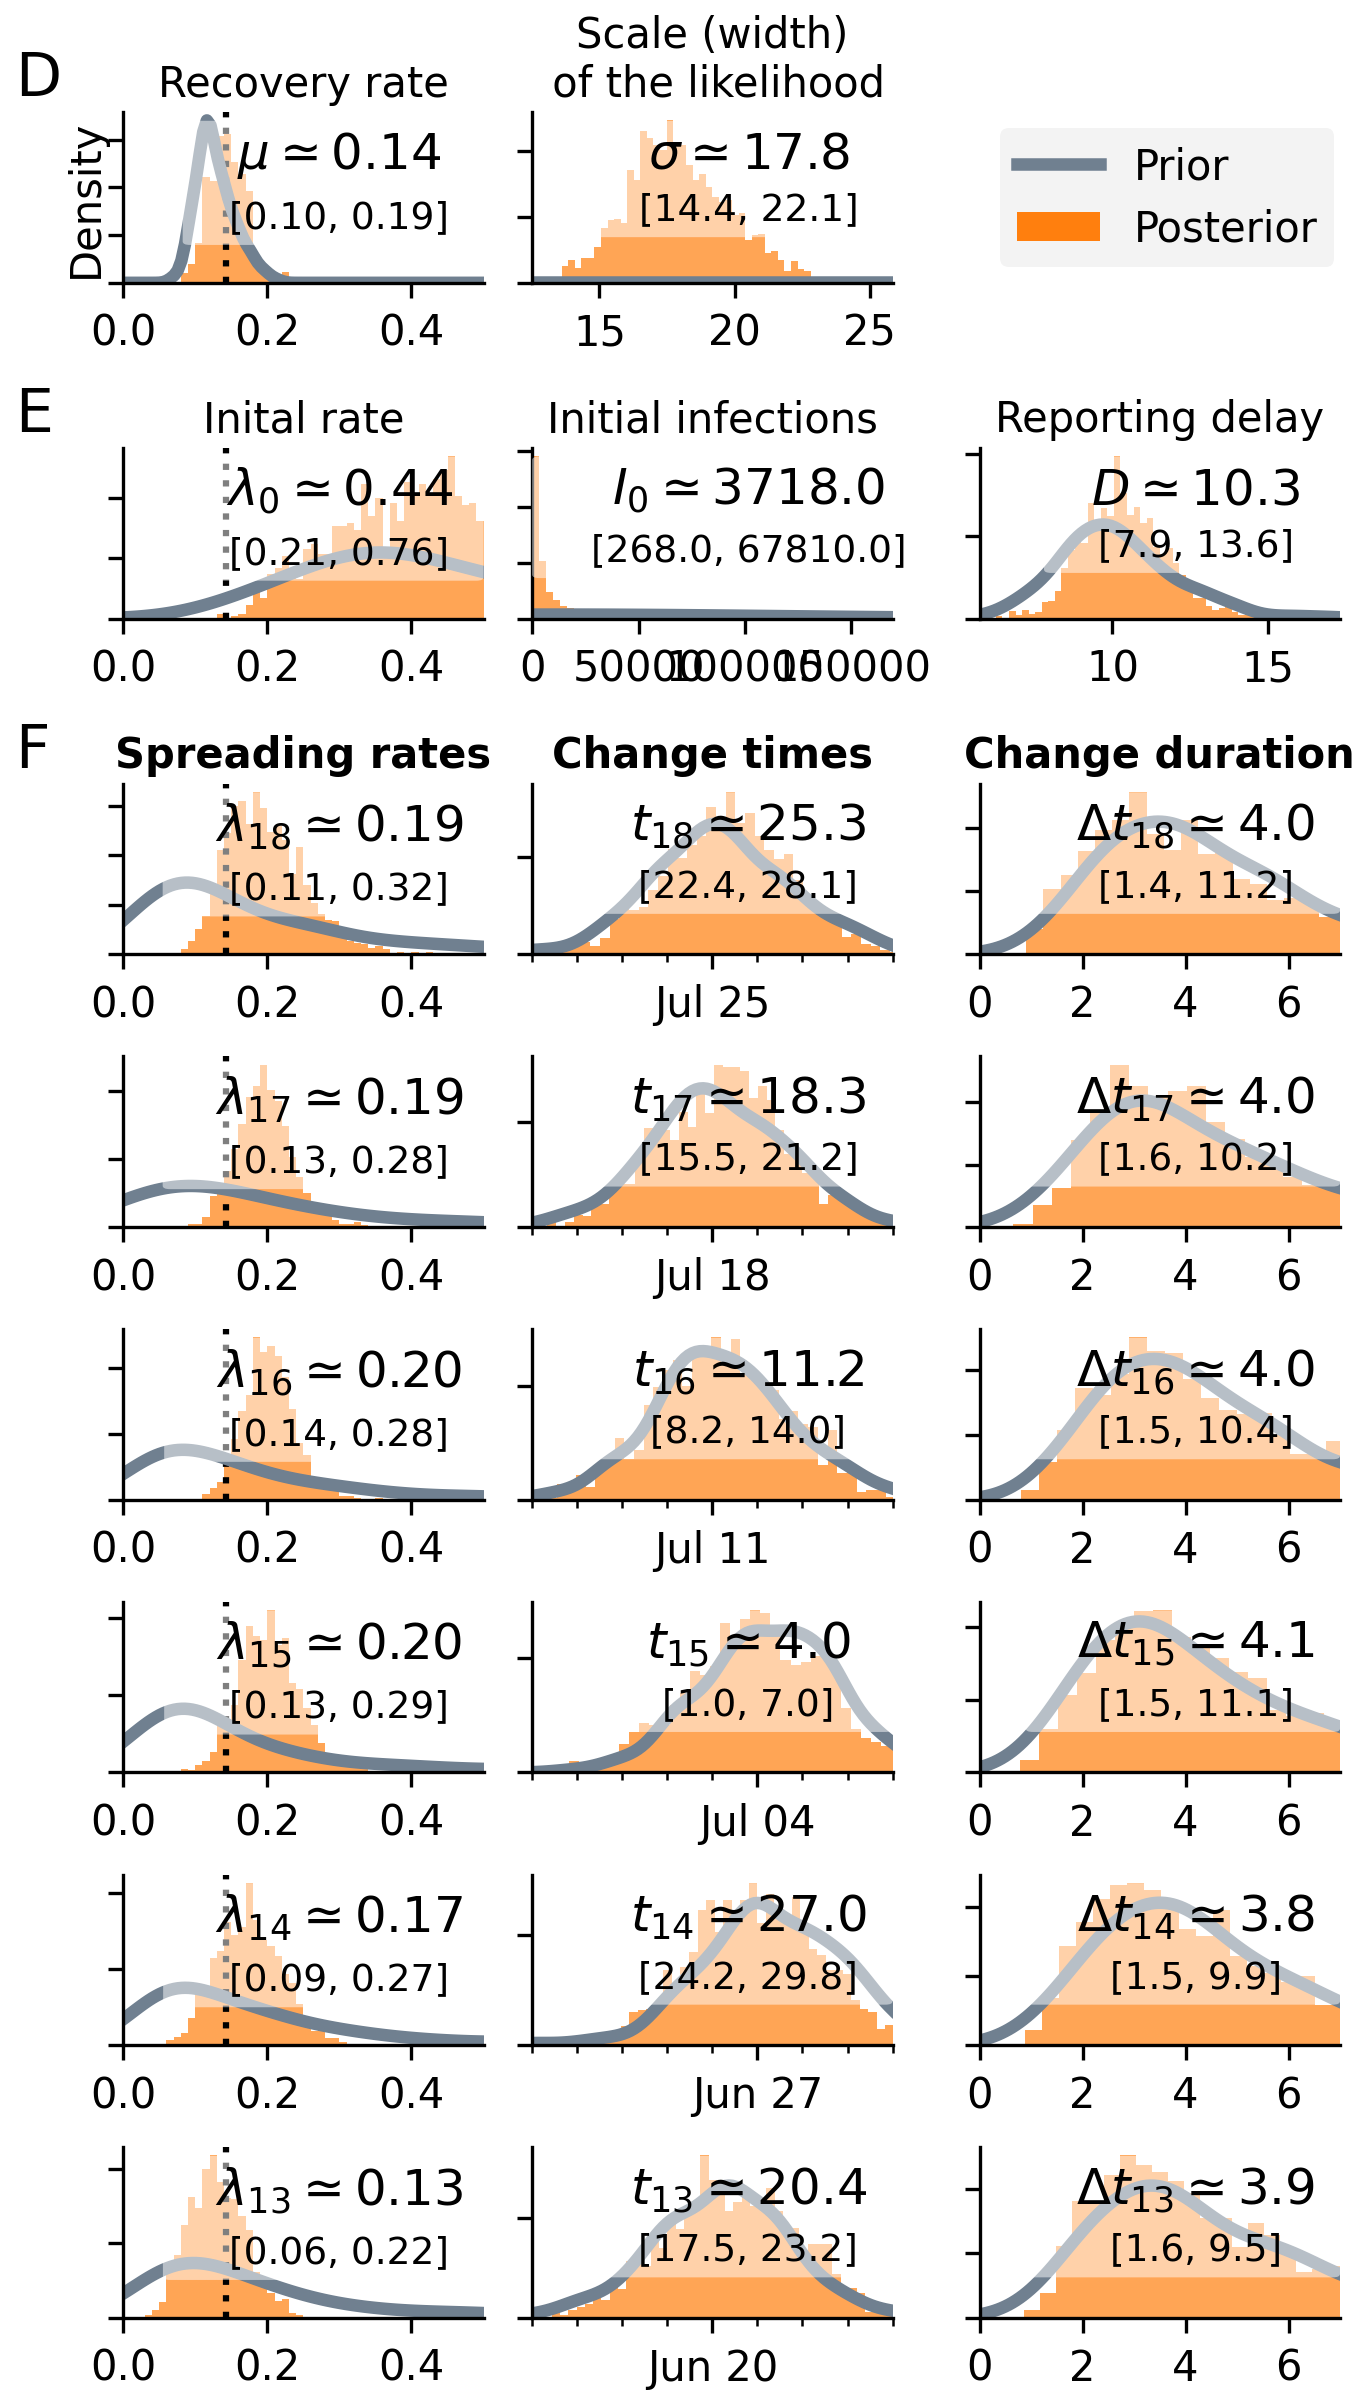 D
Recovery rate
Scale (width)
of the likelihood
Density
μ ≃ 0.14
[0.10, 0.19]
σ ≃ 17.8
[14.4, 22.1]
Prior
Posterior
0.0 0.2 0.4
15 20 25
E
Inital rate
Initial infections
Reporting delay
λ₀ ≃ 0.44
[0.21, 0.76]
I₀ ≃ 3718.0
[268.0, 67810.0]
D ≃ 10.3
[7.9, 13.6]
0.0 0.2 0.4
0 50000 100000 150000
10 15
F
Spreading rates
Change times
Change duration
λ₁₈ ≃ 0.19
[0.11, 0.32]
t₁₈ ≃ 25.3
[22.4, 28.1]
Δt₁₈ ≃ 4.0
[1.4, 11.2]
0.0 0.2 0.4
Jul 25
0 2 4 6
λ₁₇ ≃ 0.19
[0.13, 0.28]
t₁₇ ≃ 18.3
[15.5, 21.2]
Δt₁₇ ≃ 4.0
[1.6, 10.2]
0.0 0.2 0.4
Jul 18
0 2 4 6
λ₁₆ ≃ 0.20
[0.14, 0.28]
t₁₆ ≃ 11.2
[8.2, 14.0]
Δt₁₆ ≃ 4.0
[1.5, 10.4]
0.0 0.2 0.4
Jul 11
0 2 4 6
λ₁₅ ≃ 0.20
[0.13, 0.29]
t₁₅ ≃ 4.0
[1.0, 7.0]
Δt₁₅ ≃ 4.1
[1.5, 11.1]
0.0 0.2 0.4
Jul 04
0 2 4 6
λ₁₄ ≃ 0.17
[0.09, 0.27]
t₁₄ ≃ 27.0
[24.2, 29.8]
Δt₁₄ ≃ 3.8
[1.5, 9.9]
0.0 0.2 0.4
Jun 27
0 2 4 6
λ₁₃ ≃ 0.13
[0.06, 0.22]
t₁₃ ≃ 20.4
[17.5, 23.2]
Δt₁₃ ≃ 3.9
[1.6, 9.5]
0.0 0.2 0.4
Jun 20
0 2 4 6